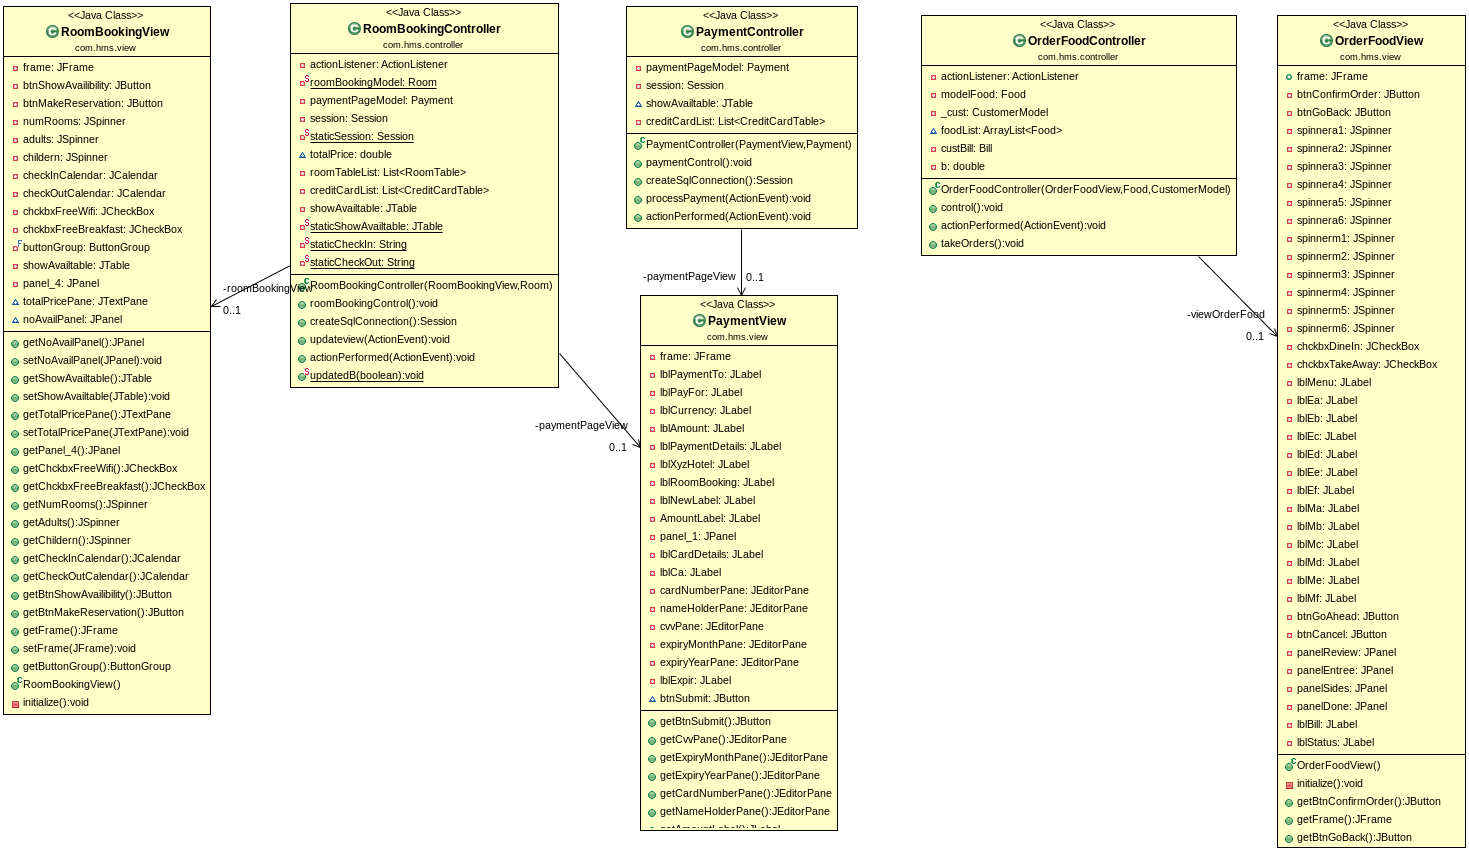 <<Java Class>>
RoomBookingView
com.hms.view
frame: JFrame
btnShowAvailibility: JButton
btnMakeReservation: JButton
numRooms: JSpinner
adults: JSpinner
childern: JSpinner
checkInCalendar: JCalendar
checkOutCalendar: JCalendar
chckbxFreeWifi: JCheckBox
chckbxFreeBreakfast: JCheckBox
buttonGroup: ButtonGroup
showAvailtable: JTable
panel_4: JPanel
totalPricePane: JTextPane
noAvailPanel: JPanel
getNoAvailPanel():JPanel
setNoAvailPanel(JPanel):void
getShowAvailtable():JTable
setShowAvailtable(JTable):void
getTotalPricePane():JTextPane
setTotalPricePane(JTextPane):void
getPanel_4():JPanel
getChckbxFreeWifi():JCheckBox
getChckbxFreeBreakfast():JCheckBox
getNumRooms():JSpinner
getAdults():JSpinner
getChildern():JSpinner
getCheckInCalendar():JCalendar
getCheckOutCalendar():JCalendar
getBtnShowAvailibility():JButton
getBtnMakeReservation():JButton
getFrame():JFrame
setFrame(JFrame):void
getButtonGroup():ButtonGroup
RoomBookingView()
initialize():void
-roomBookingView
0..1
<<Java Class>>
RoomBookingController
com.hms.controller
actionListener: ActionListener
roomBookingModel: Room
paymentPageModel: Payment
session: Session
staticSession: Session
totalPrice: double
roomTableList: List<RoomTable>
creditCardList: List<CreditCardTable>
showAvailtable: JTable
staticShowAvailtable: JTable
staticCheckIn: String
staticCheckOut: String
RoomBookingController(RoomBookingView,Room)
roomBookingControl():void
createSqlConnection():Session
updateview(ActionEvent):void
actionPerformed(ActionEvent):void
updatedB(boolean):void
-paymentPageView
0..1
<<Java Class>>
PaymentController
com.hms.controller
paymentPageModel: Payment
session: Session
showAvailtable: JTable
creditCardList: List<CreditCardTable>
PaymentController(PaymentView,Payment)
paymentControl():void
createSqlConnection():Session
processPayment(ActionEvent):void
actionPerformed(ActionEvent):void
-paymentPageView
0..1
<<Java Class>>
PaymentView
com.hms.view
frame: JFrame
lblPaymentTo: JLabel
lblPayFor: JLabel
lblCurrency: JLabel
lblAmount: JLabel
lblPaymentDetails: JLabel
lblXyzHotel: JLabel
lblRoomBooking: JLabel
lblNewLabel: JLabel
AmountLabel: JLabel
panel_1: JPanel
lblCardDetails: JLabel
lblCa: JLabel
cardNumberPane: JEditorPane
nameHolderPane: JEditorPane
cvvPane: JEditorPane
expiryMonthPane: JEditorPane
expiryYearPane: JEditorPane
lblExpir: JLabel
btnSubmit: JButton
getBtnSubmit():JButton
getCvvPane():JEditorPane
getExpiryMonthPane():JEditorPane
getExpiryYearPane():JEditorPane
getCardNumberPane():JEditorPane
getNameHolderPane():JEditorPane
getAmountLabel():JLabel
<<Java Class>>
OrderFoodController
com.hms.controller
actionListener: ActionListener
modelFood: Food
_cust: CustomerModel
foodList: ArrayList<Food>
custBill: Bill
b: double
OrderFoodController(OrderFoodView,Food,CustomerModel)
control():void
actionPerformed(ActionEvent):void
takeOrders():void
-viewOrderFood
0..1
<<Java Class>>
OrderFoodView
com.hms.view
frame: JFrame
btnConfirmOrder: JButton
btnGoBack: JButton
spinnera1: JSpinner
spinnera2: JSpinner
spinnera3: JSpinner
spinnera4: JSpinner
spinnera5: JSpinner
spinnera6: JSpinner
spinnerm1: JSpinner
spinnerm2: JSpinner
spinnerm3: JSpinner
spinnerm4: JSpinner
spinnerm5: JSpinner
spinnerm6: JSpinner
chckbxDineIn: JCheckBox
chckbxTakeAway: JCheckBox
lblMenu: JLabel
lblEa: JLabel
lblEb: JLabel
lblEc: JLabel
lblEd: JLabel
lblEe: JLabel
lblEf: JLabel
lblMa: JLabel
lblMb: JLabel
lblMc: JLabel
lblMd: JLabel
lblMe: JLabel
lblMf: JLabel
btnGoAhead: JButton
btnCancel: JButton
panelReview: JPanel
panelEntree: JPanel
panelSides: JPanel
panelDone: JPanel
lblBill: JLabel
lblStatus: JLabel
OrderFoodView()
initialize():void
getBtnConfirmOrder():JButton
getFrame():JFrame
getBtnGoBack():JButton